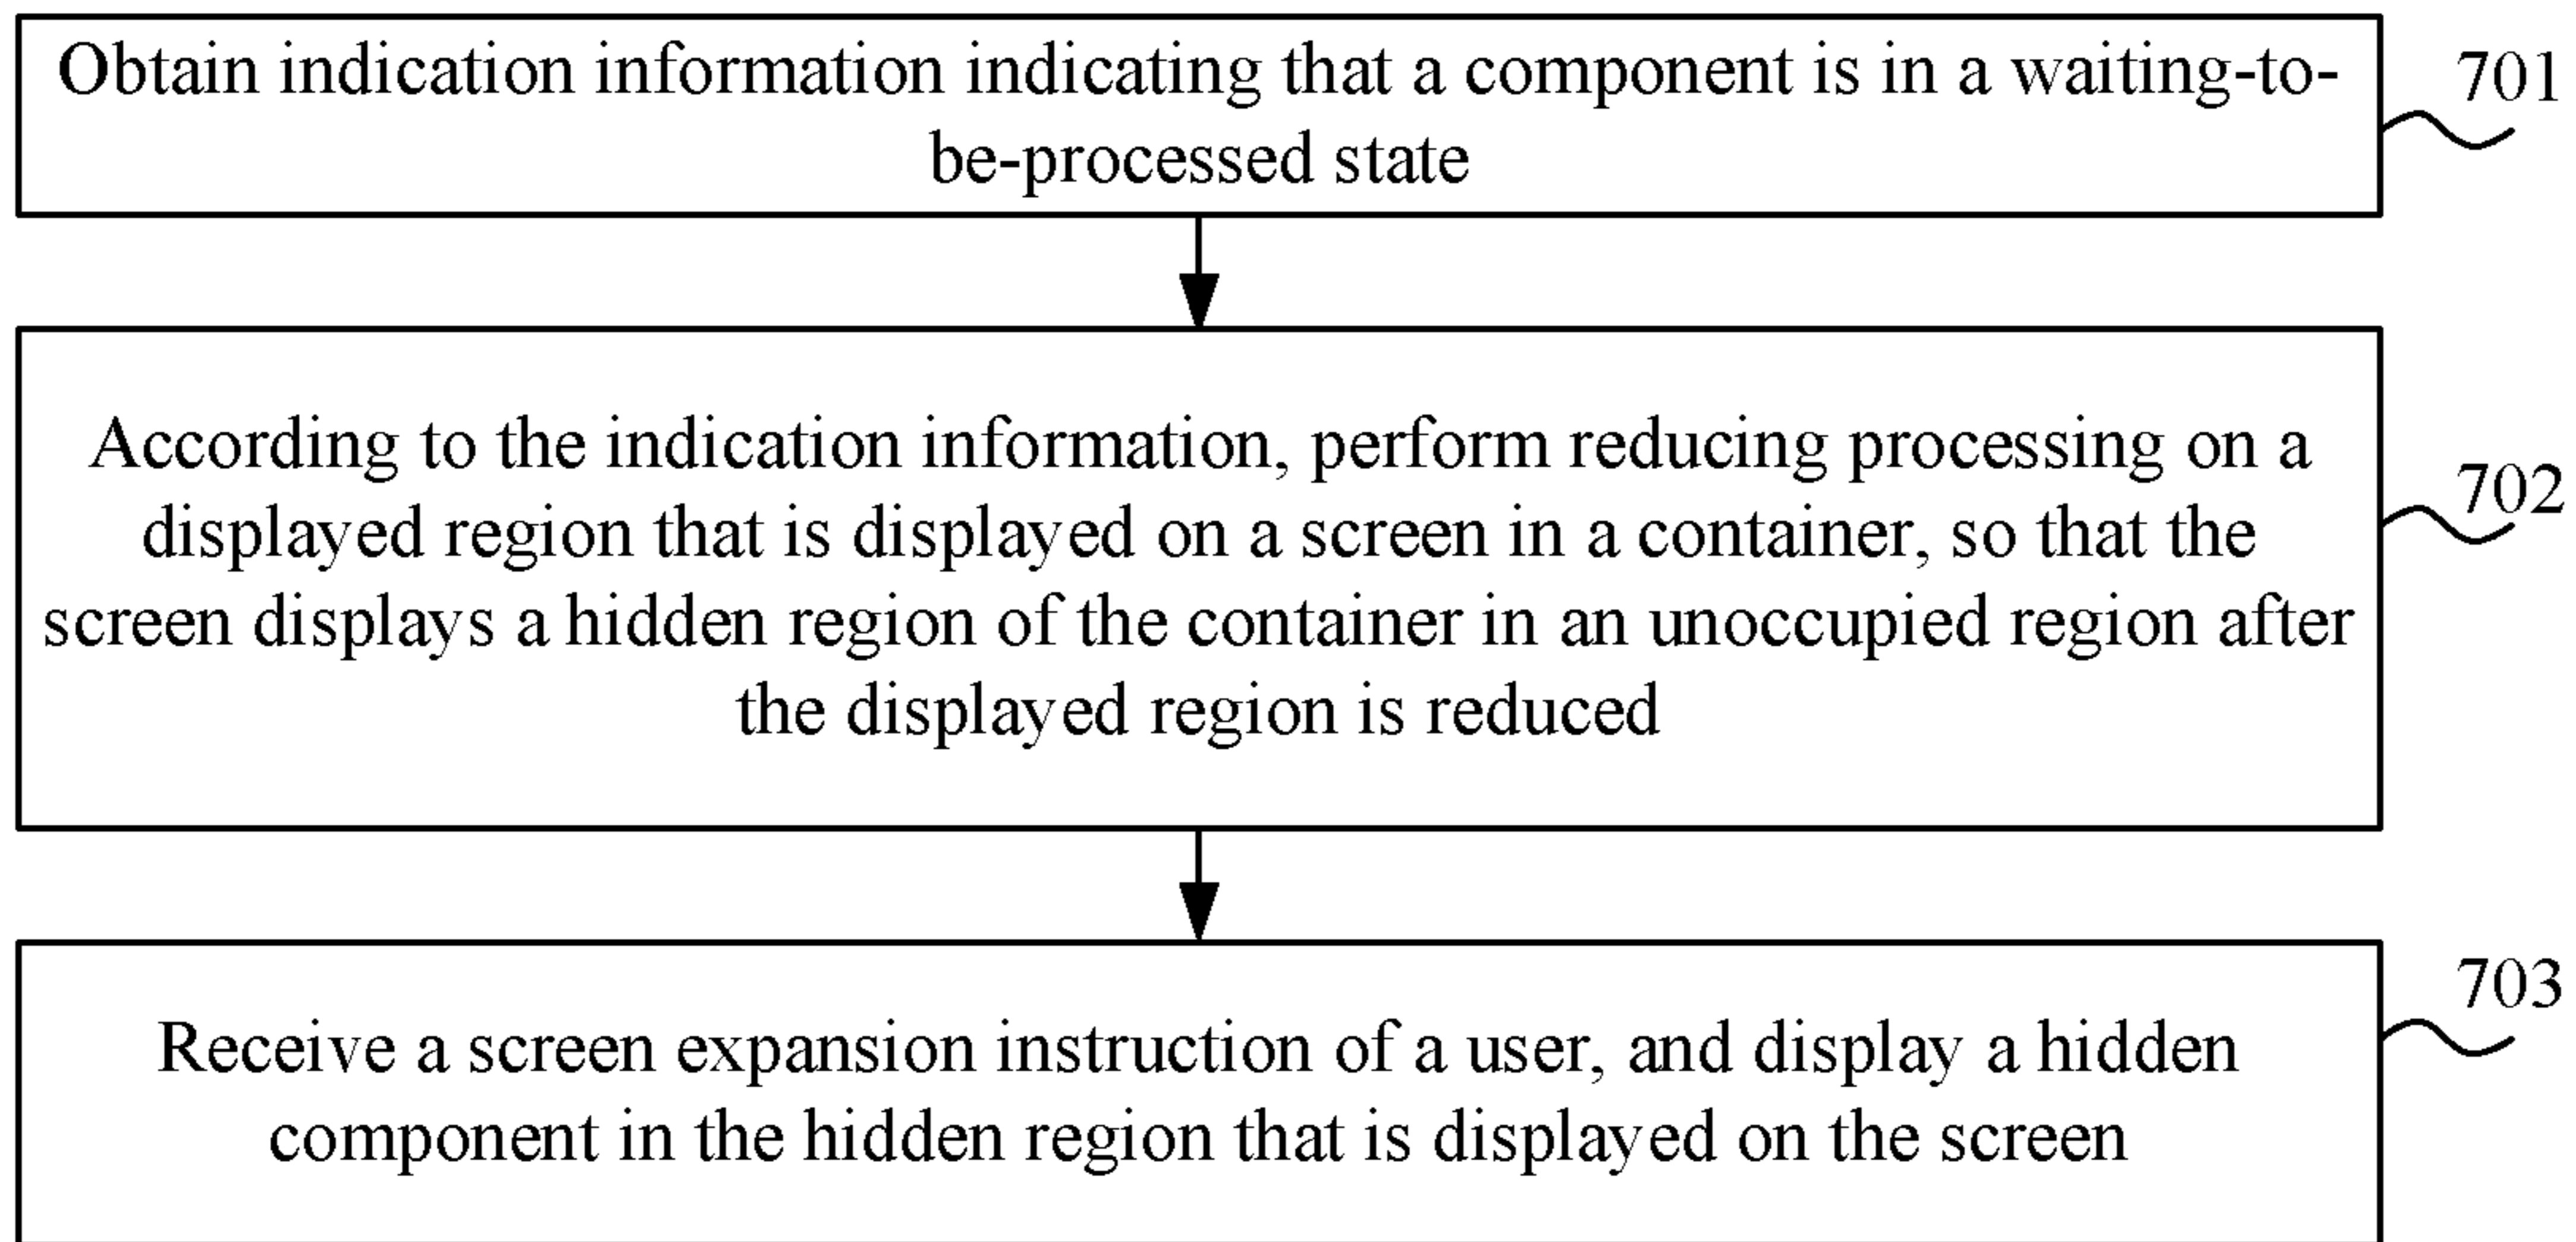 Obtain indication information indicating that a component is in a waiting-to-
be-processed state
701
According to the indication information, perform reducing processing on a
displayed region that is displayed on a screen in a container, so that the
screen displays a hidden region of the container in an unoccupied region after
the displayed region is reduced
702
Receive a screen expansion instruction of a user, and display a hidden
component in the hidden region that is displayed on the screen
703